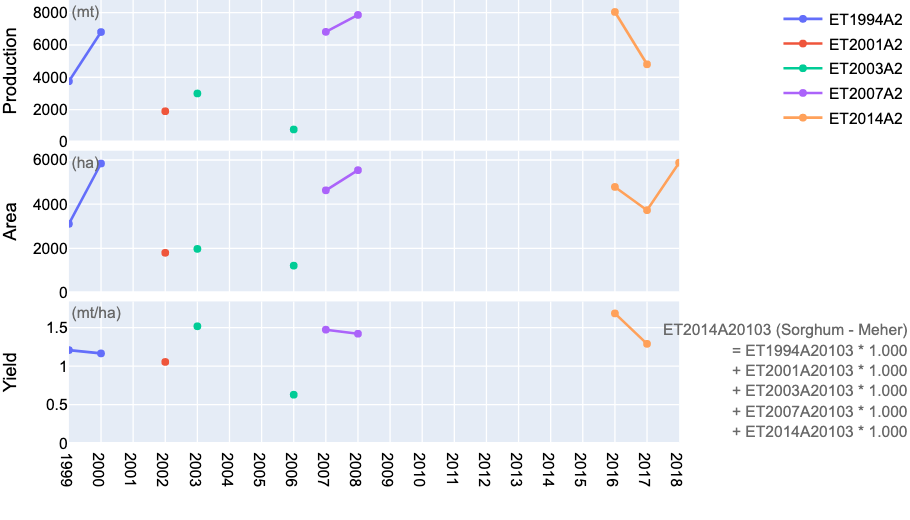 Production
(mt)
8000
6000
4000
2000
0
ET1994A2
ET2001A2
ET2003A2
ET2007A2
ET2014A2
Area
(ha)
6000
4000
2000
0
Yield
(mt/ha)
1.5
1
0.5
0
ET2014A20103 (Sorghum - Meher)
= ET1994A20103 * 1.000
+ ET2001A20103 * 1.000
+ ET2003A20103 * 1.000
+ ET2007A20103 * 1.000
+ ET2014A20103 * 1.000
1999
2000
2001
2002
2003
2004
2005
2006
2007
2008
2009
2010
2011
2012
2013
2014
2015
2016
2017
2018